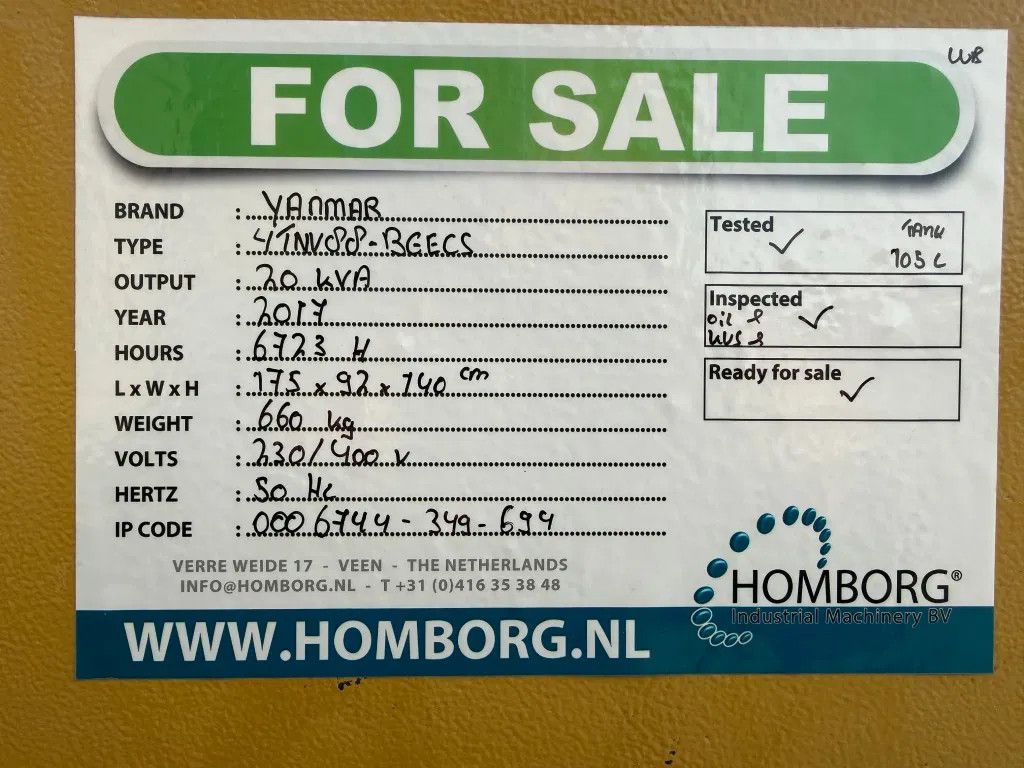 WB
FOR SALE
BRAND : YANMAR
TYPE : 4TNV88-BGECS
OUTPUT : 20 KVA
YEAR : 2017
HOURS : 6723 H
L x W x H : 175 x 92 x 140 cm
WEIGHT : 660 kg
VOLTS : 230/400 V
HERTZ : 50 Hz
IP CODE : 0006744-349-694
Tested ✓ TANK
105 L
Inspected ✓
oil &
Ready for sale ✓
VERRE WEIDE 17 - VEEN - THE NETHERLANDS
INFO@HOMBORG.NL - T +31 (0)416 35 38 48
HOMBORG®
Industrial Machinery BV
WWW.HOMBORG.NL